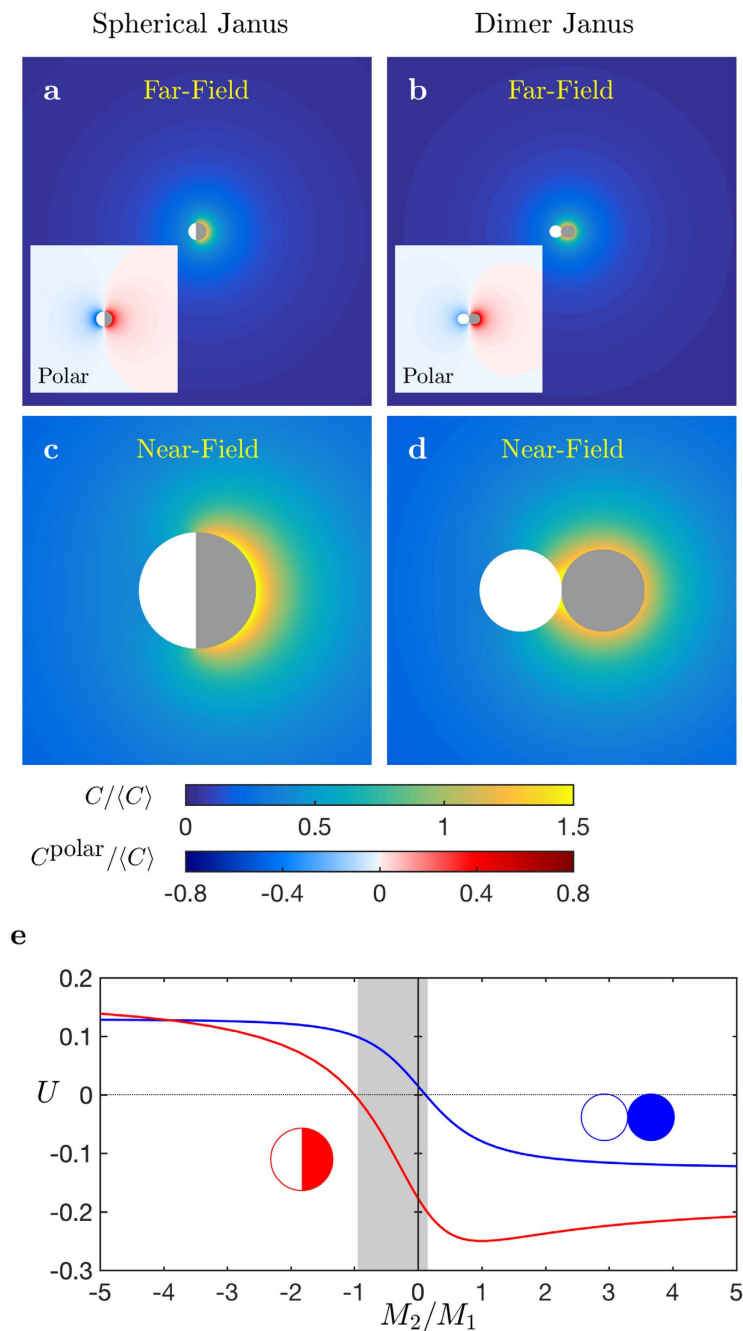 Spherical Janus
Dimer Janus
a
Far-Field
Polar
b
Far-Field
Polar
c
Near-Field
d
Near-Field
C/⟨C⟩
0 0.5 1 1.5
C^polar/⟨C⟩
-0.8 -0.4 0 0.4 0.8
e
0.2
0.1
U 0
-0.1
-0.2
-0.3
-5 -4 -3 -2 -1 0 1 2 3 4 5
M₂/M₁